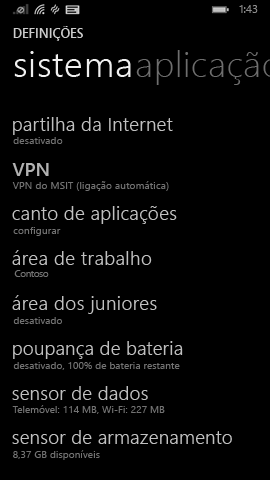 1:43
DEFINIÇÕES
sistema aplicaçõ
partilha da Internet
desativado
VPN
VPN do MSIT (ligação automática)
canto de aplicações
configurar
área de trabalho
Contoso
área dos juniores
desativado
poupança de bateria
desativado, 100% de bateria restante
sensor de dados
Telemóvel: 114 MB, Wi-Fi: 227 MB
sensor de armazenamento
8,37 GB disponíveis